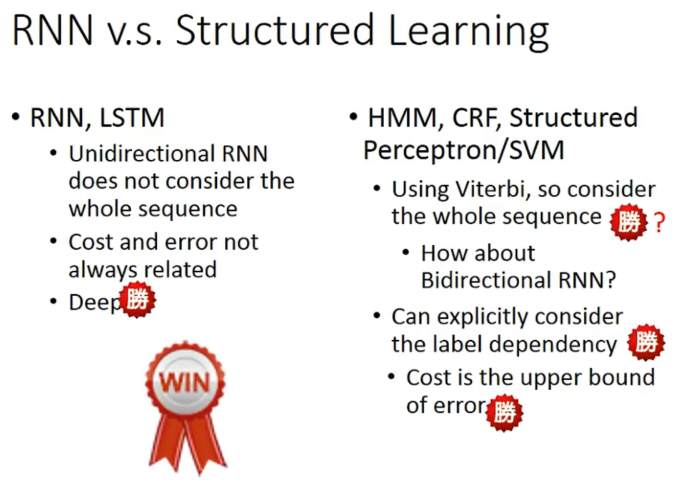 RNN v.s. Structured Learning
• RNN, LSTM
• Unidirectional RNN
does not consider the
whole sequence
• Cost and error not
always related
• Deep 勝
WIN
• HMM, CRF, Structured
Perceptron/SVM
• Using Viterbi, so consider
the whole sequence 勝 ?
• How about
Bidirectional RNN?
• Can explicitly consider
the label dependency 勝
• Cost is the upper bound
of error 勝